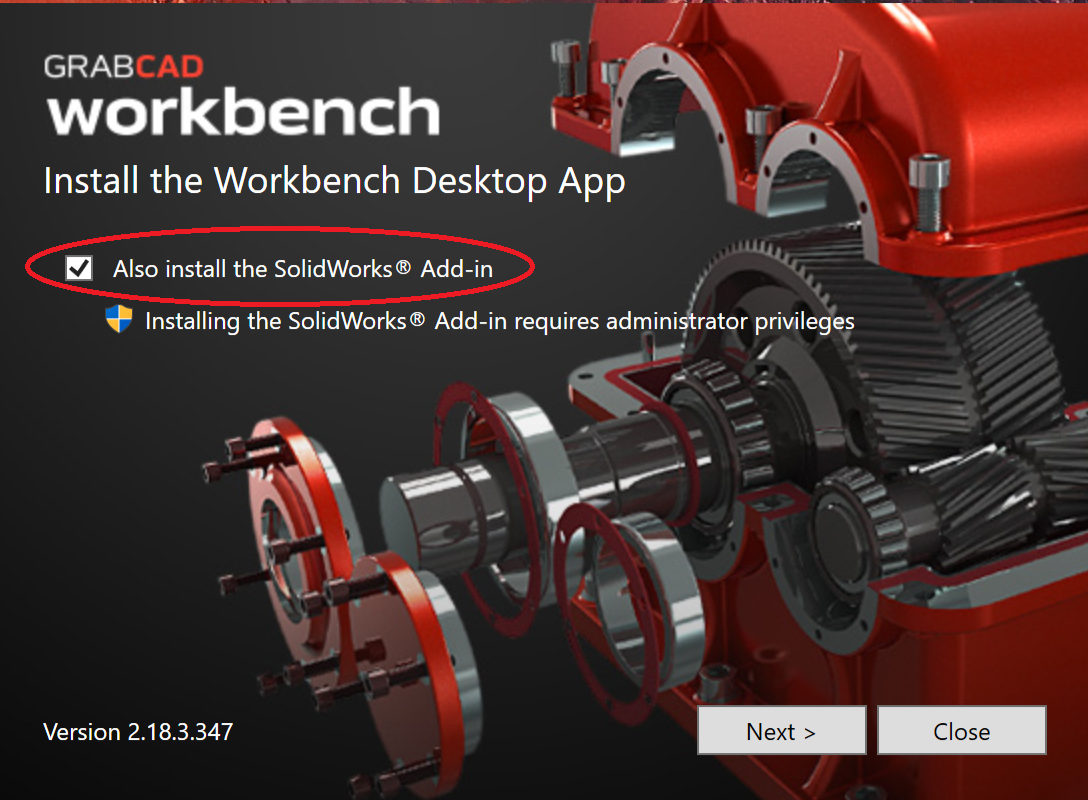 GRABCAD
workbench
Install the Workbench Desktop App
Also install the SolidWorks® Add-in
Installing the SolidWorks® Add-in requires administrator privileges
Version 2.18.3.347
Next >
Close